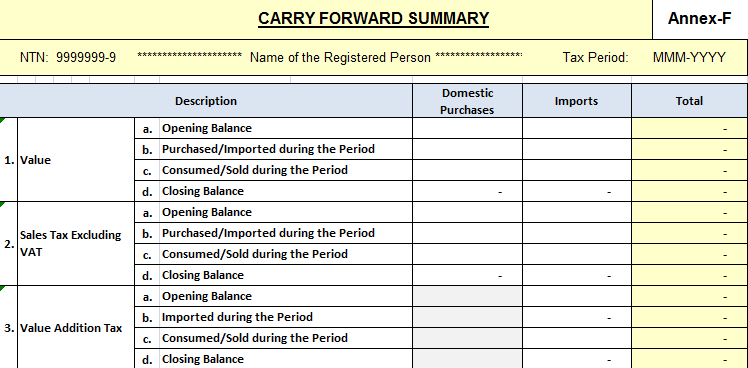 CARRY FORWARD SUMMARY
Annex-F
NTN: 9999999-9 ********************* Name of the Registered Person ****************** Tax Period: MMM-YYYY
Description Domestic Purchases Imports Total
1. Value
a. Opening Balance -
b. Purchased/Imported during the Period -
c. Consumed/Sold during the Period -
d. Closing Balance - - -
2. Sales Tax Excluding VAT
a. Opening Balance -
b. Purchased/Imported during the Period -
c. Consumed/Sold during the Period -
d. Closing Balance - - -
3. Value Addition Tax
a. Opening Balance -
b. Imported during the Period - -
c. Consumed/Sold during the Period -
d. Closing Balance - -